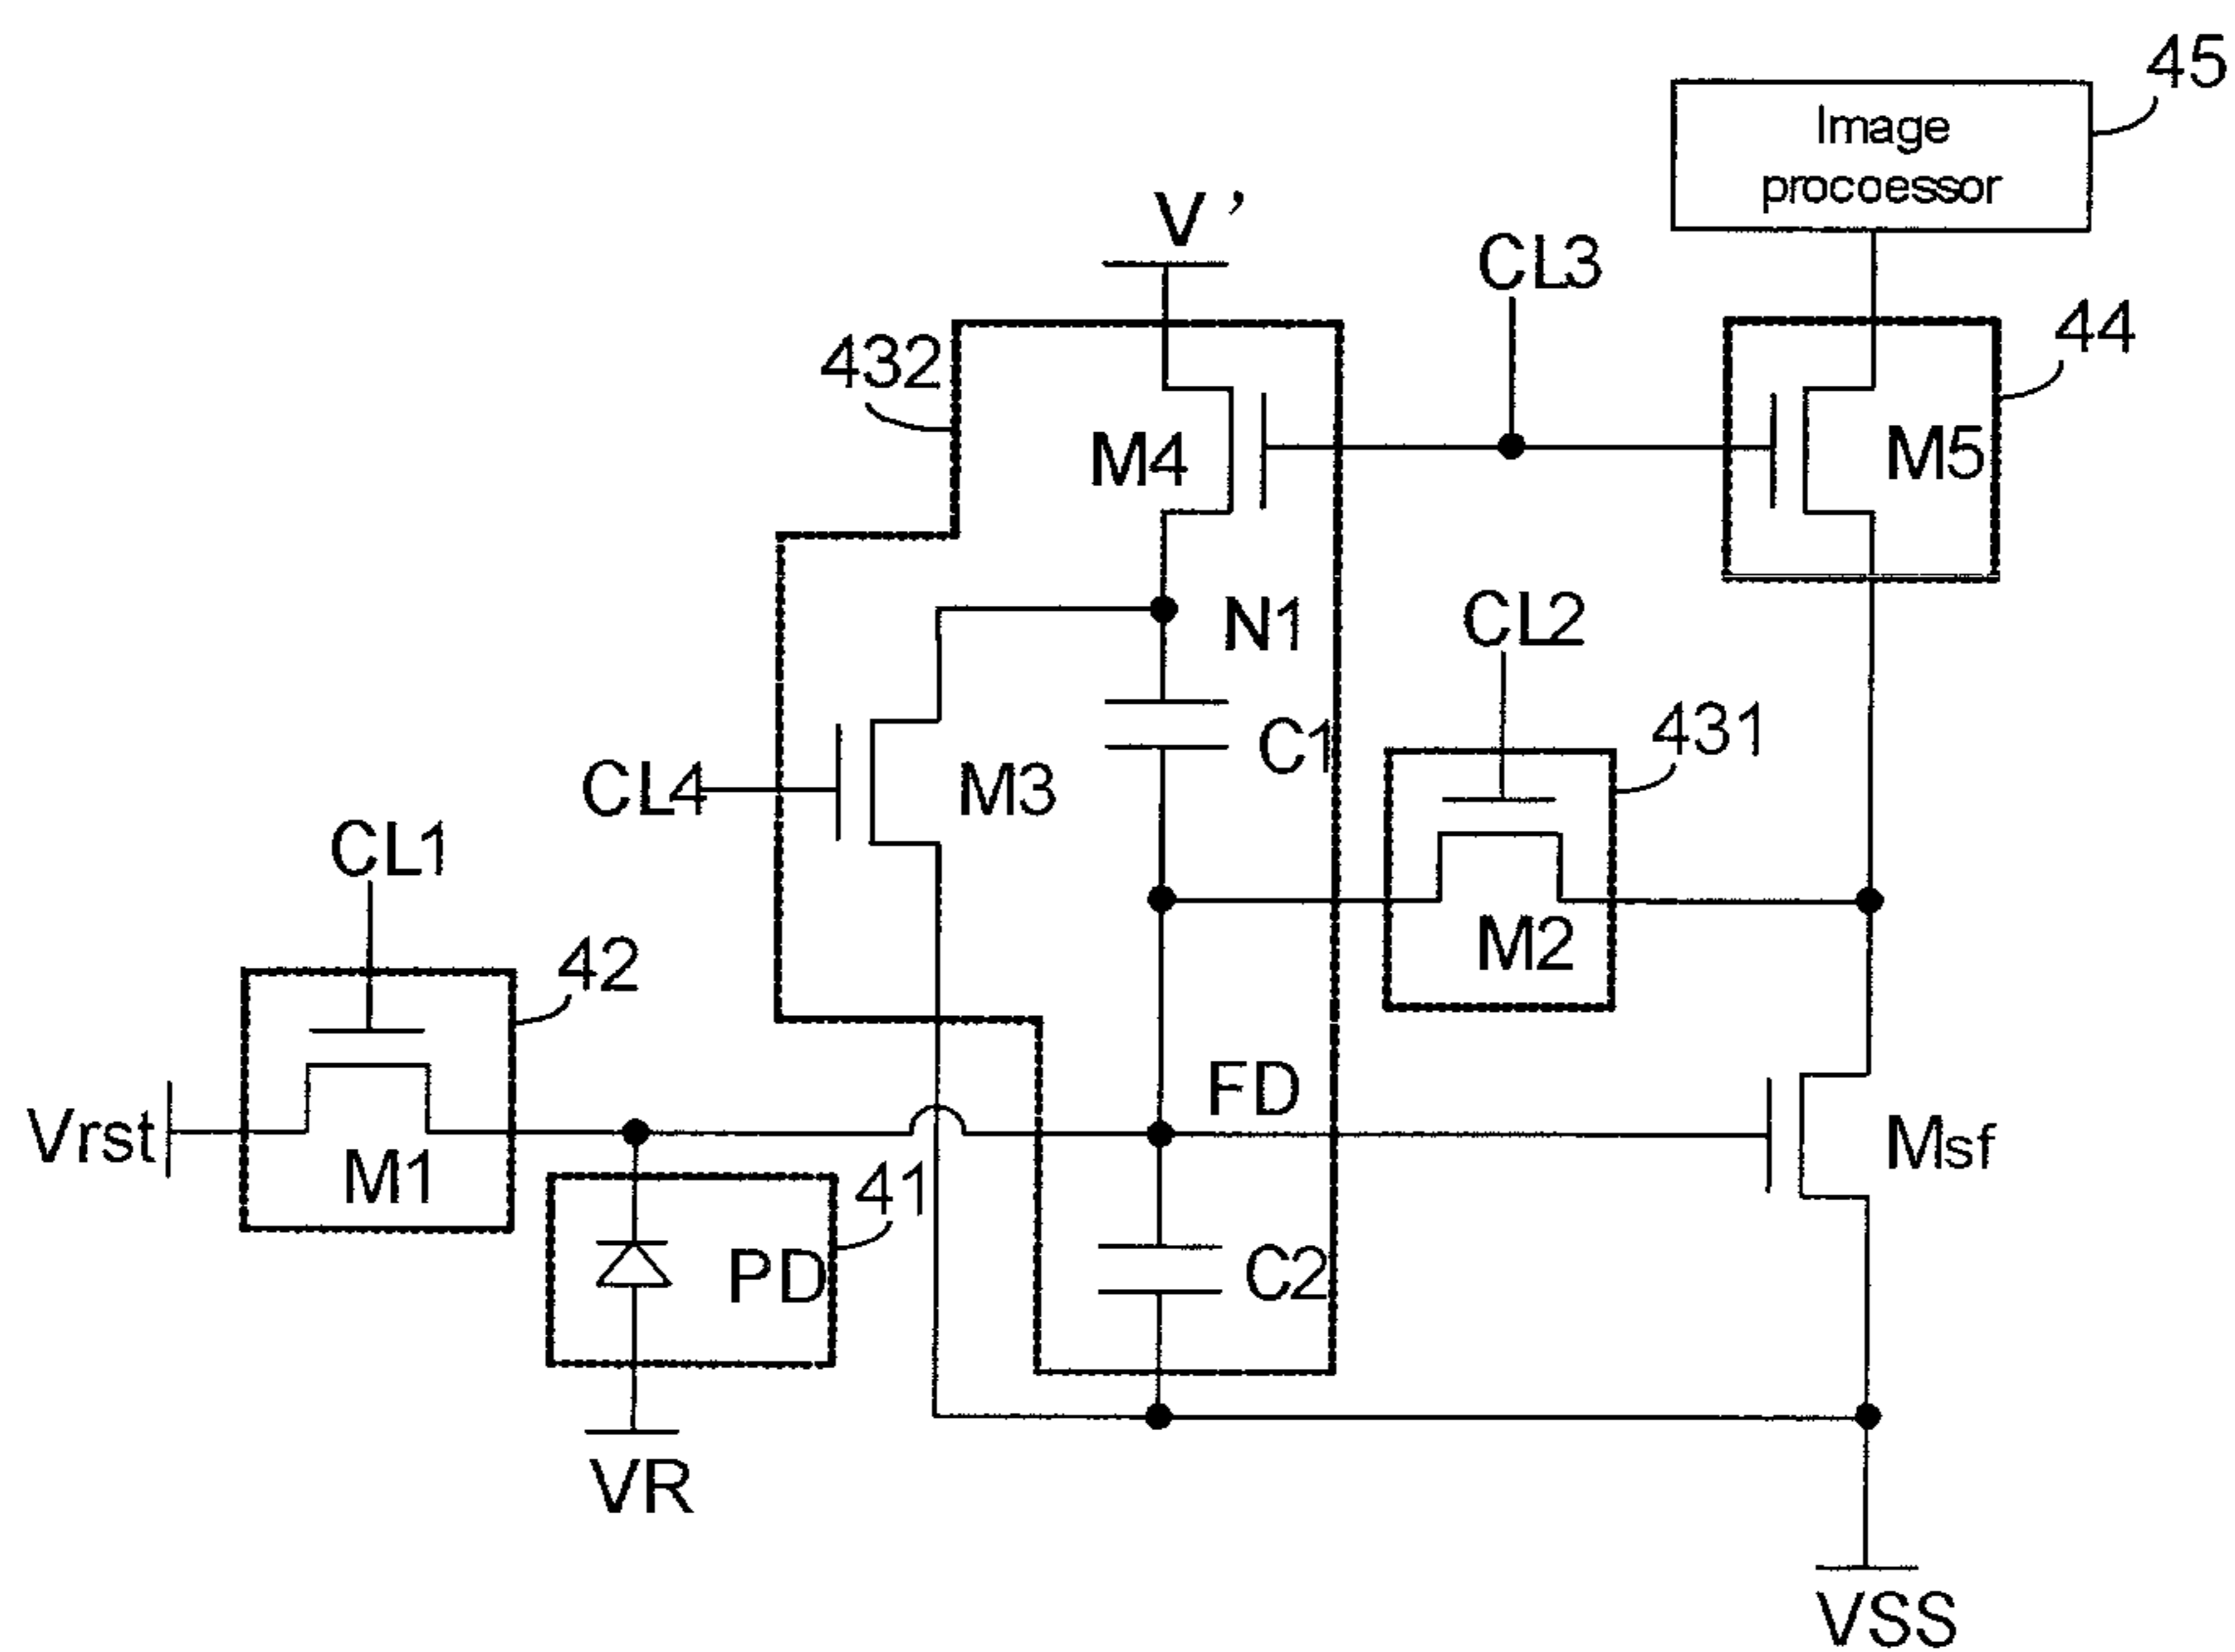 45
Image
procoessor
V'
CL3
44
432
M4
M5
N1
CL2
431
C1
CL4
M3
CL1
M2
42
FD
Vrst
M1
Msf
41
PD
C2
VR
VSS